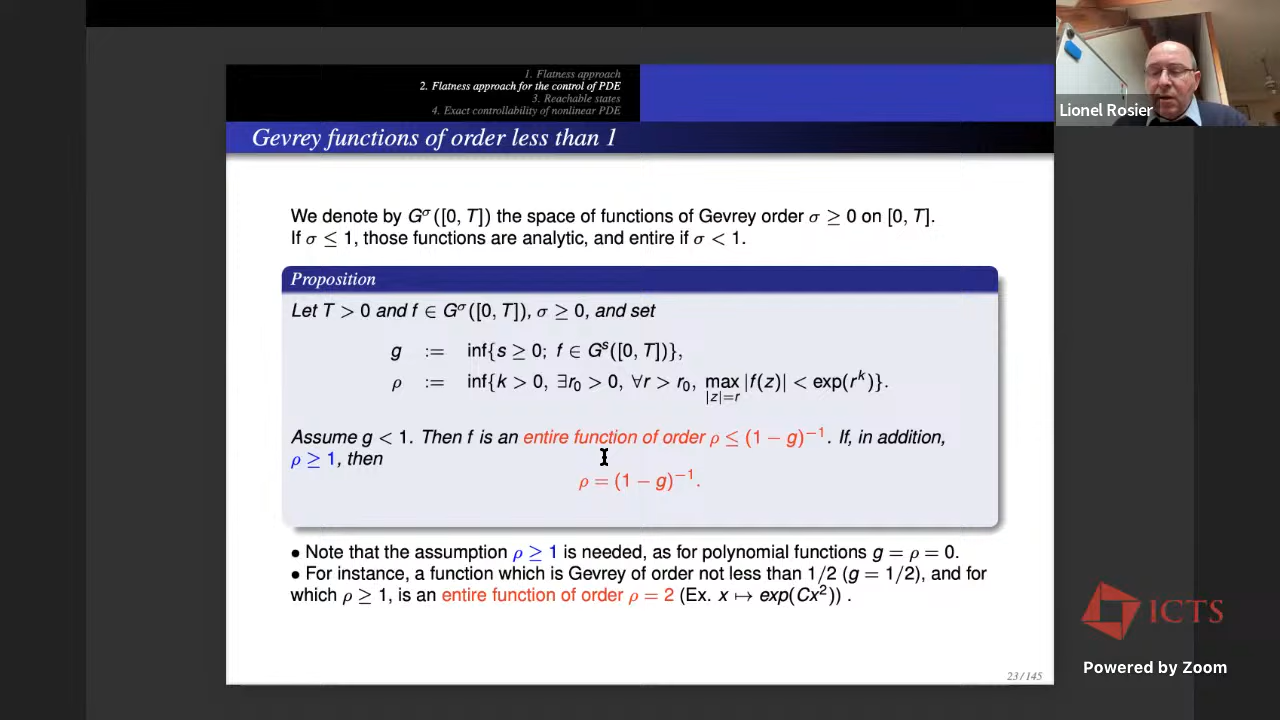 1. Flatness approach
2. Flatness approach for the control of PDE
3. Reachable states
4. Exact controllability of nonlinear PDE
Lionel Rosier
Gevrey functions of order less than 1
We denote by G^σ([0, T]) the space of functions of Gevrey order σ ≥ 0 on [0, T].
If σ ≤ 1, those functions are analytic, and entire if σ < 1.
Proposition
Let T > 0 and f ∈ G^σ([0, T]), σ ≥ 0, and set
g := inf{s ≥ 0; f ∈ G^s([0, T])},
ρ := inf{k > 0, ∃r_0 > 0, ∀r > r_0, max_{|z|=r} |f(z)| < exp(r^k)}.
Assume g < 1. Then f is an entire function of order ρ ≤ (1 − g)^{−1}. If, in addition,
ρ ≥ 1, then
ρ = (1 − g)^{−1}.
• Note that the assumption ρ ≥ 1 is needed, as for polynomial functions g = ρ = 0.
• For instance, a function which is Gevrey of order not less than 1/2 (g = 1/2), and for
which ρ ≥ 1, is an entire function of order ρ = 2 (Ex. x ↦ exp(Cx^2)) .
ICTS
Powered by Zoom
23/145